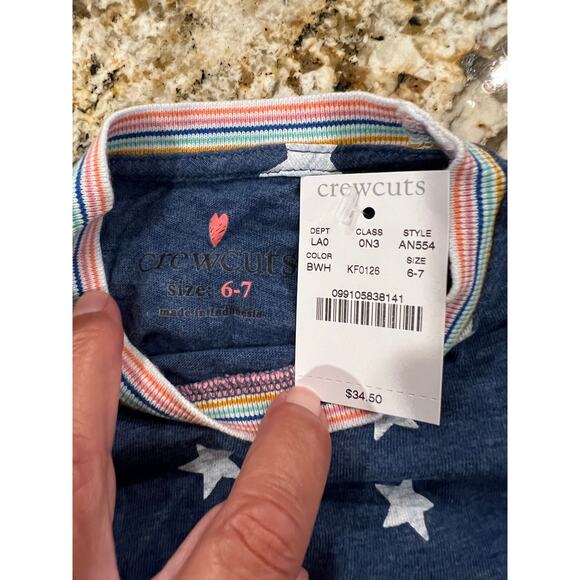 crewcuts
size: 6-7
made in Indonesia
crewcuts
DEPT CLASS STYLE
LA0 0N3 AN554
COLOR SIZE
BWH KF0126 6-7
099105838141
$34.50